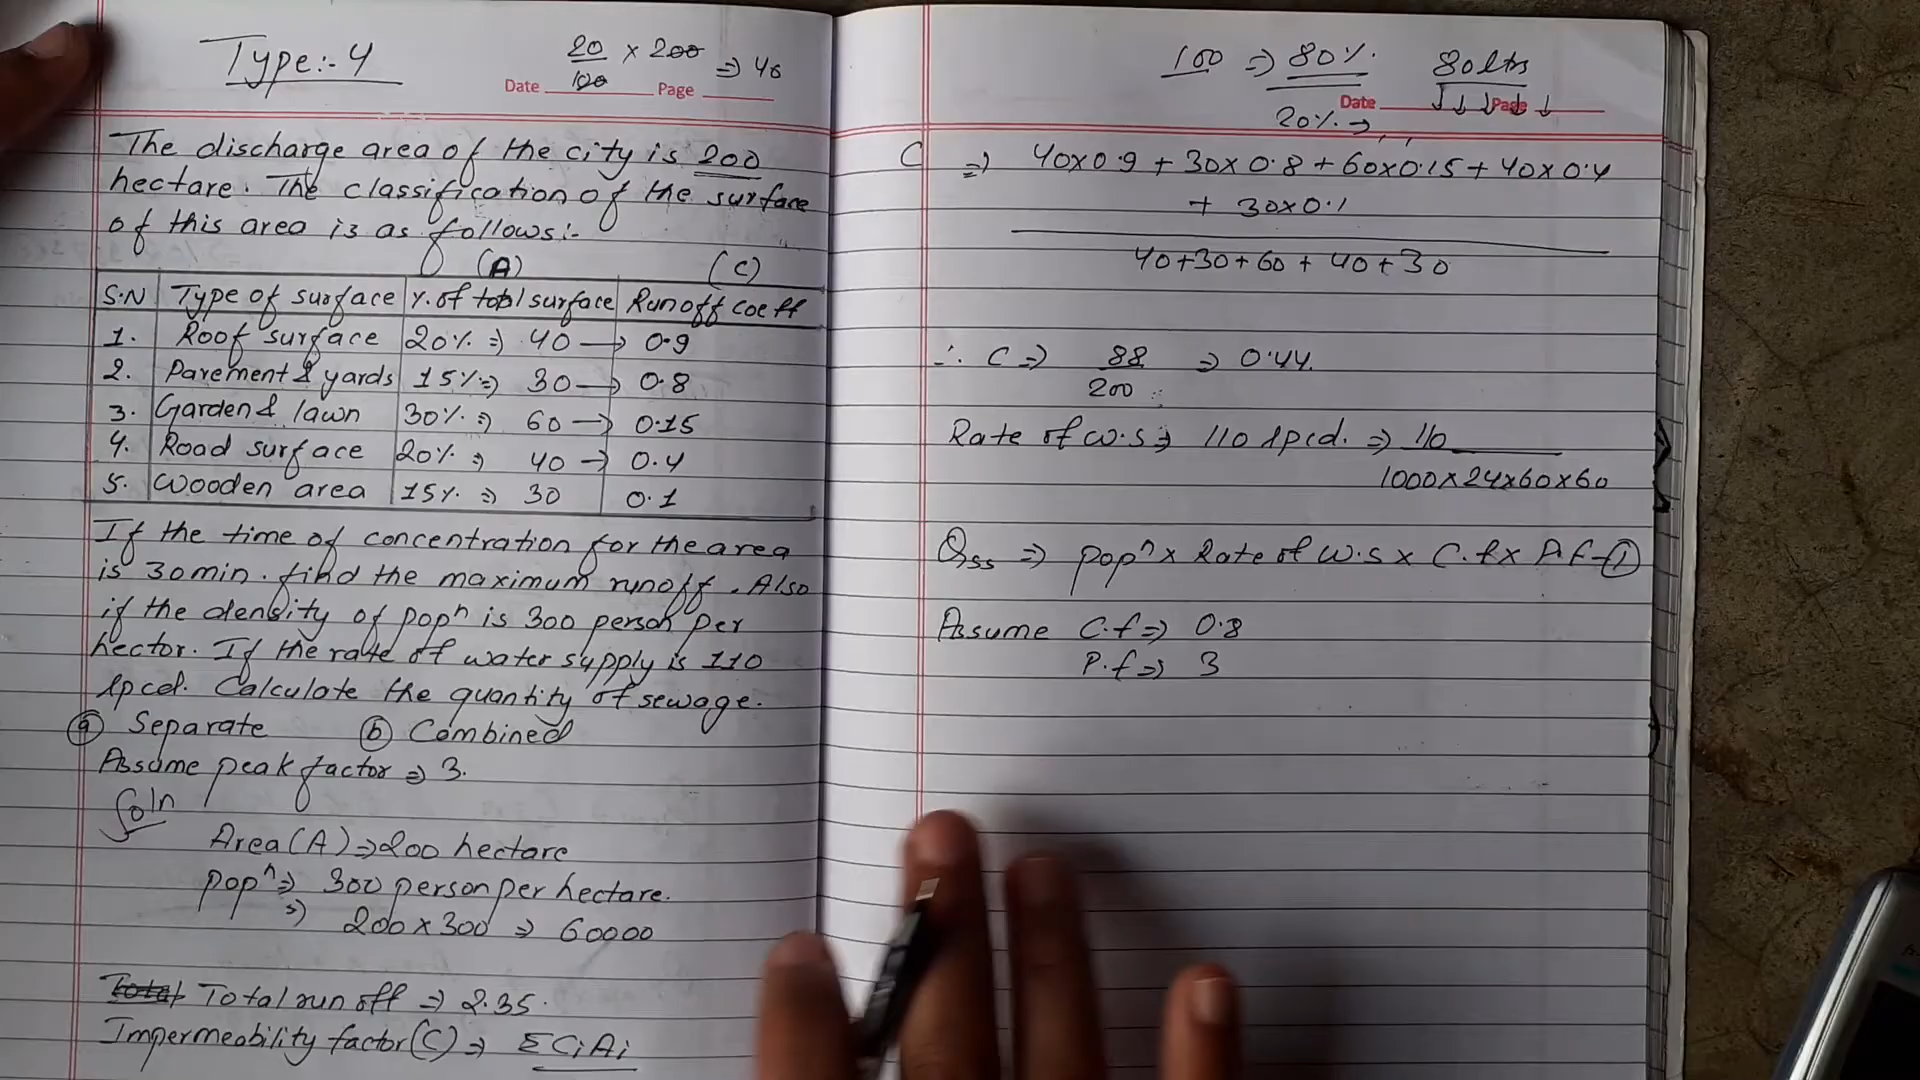 Type:- 4
20/100 × 200 => 40
Date Page
The discharge area of the city is 200
hectare. The classification of the surface
of this area is as follows:-
(A) (C)
S.N Type of surface %. of total surface Runoff coeff
1. Roof surface 20% => 40 → 0.9
2. Pavement & yards 15% => 30 → 0.8
3. Garden & lawn 30% => 60 → 0.15
4. Road surface 20% => 40 → 0.4
5. Wooden area 15% => 30 0.1
If the time of concentration for the area
is 30 min. find the maximum runoff. Also
if the density of popⁿ is 300 person per
hector. If the rate of water supply is 110
lpcd. Calculate the quantity of sewage.
ⓐ Separate ⓑ Combined
Assume peak factor => 3.
Soln
Area (A) => 200 hectare
popⁿ => 300 person per hectare.
=> 200 × 300 => 60000
Total run off => 2.35.
Impermeability factor (C) => ΣCiAi
100 => 80% 80 ltrs
Date ↓ ↓ ↓ Page ↓ ↓
20% →
C => 40×0.9 + 30×0.8 + 60×0.15 + 40×0.4
+ 30×0.1
40+30+60+40+30
∴ C => 88/200 => 0.44.
Rate of w.s => 110 lpcd. => 110
1000×24×60×60
Qss => popⁿ × Rate of w.s × C.f × P.f - ①
Assume C.f => 0.8
P.f => 3